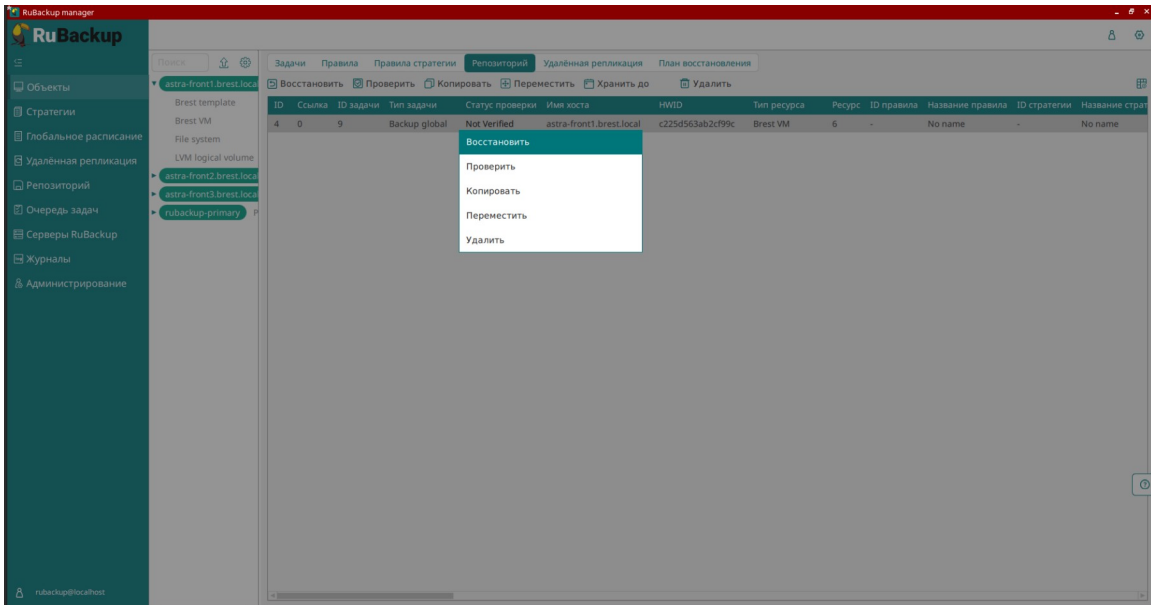 RuBackup manager
RuBackup
Объекты
Стратегии
Глобальное расписание
Удалённая репликация
Репозиторий
Очередь задач
Серверы RuBackup
Журналы
Администрирование
rubackup@localhost
Поиск
astra-front1.brest.local
Brest template
Brest VM
File system
LVM logical volume
astra-front2.brest.local
astra-front3.brest.local
rubackup-primary
Задачи Правила Правила стратегии Репозиторий Удалённая репликация План восстановления
Восстановить Проверить Копировать Переместить Хранить до Удалить
ID Ссылка ID задачи Тип задачи Статус проверки Имя хоста HWID Тип ресурса Ресурс ID правила Название правила ID стратегии Название страт
4 0 9 Backup global Not Verified astra-front1.brest.local c225d563ab2cf99c Brest VM 6 - No name - No name
Восстановить
Проверить
Копировать
Переместить
Удалить